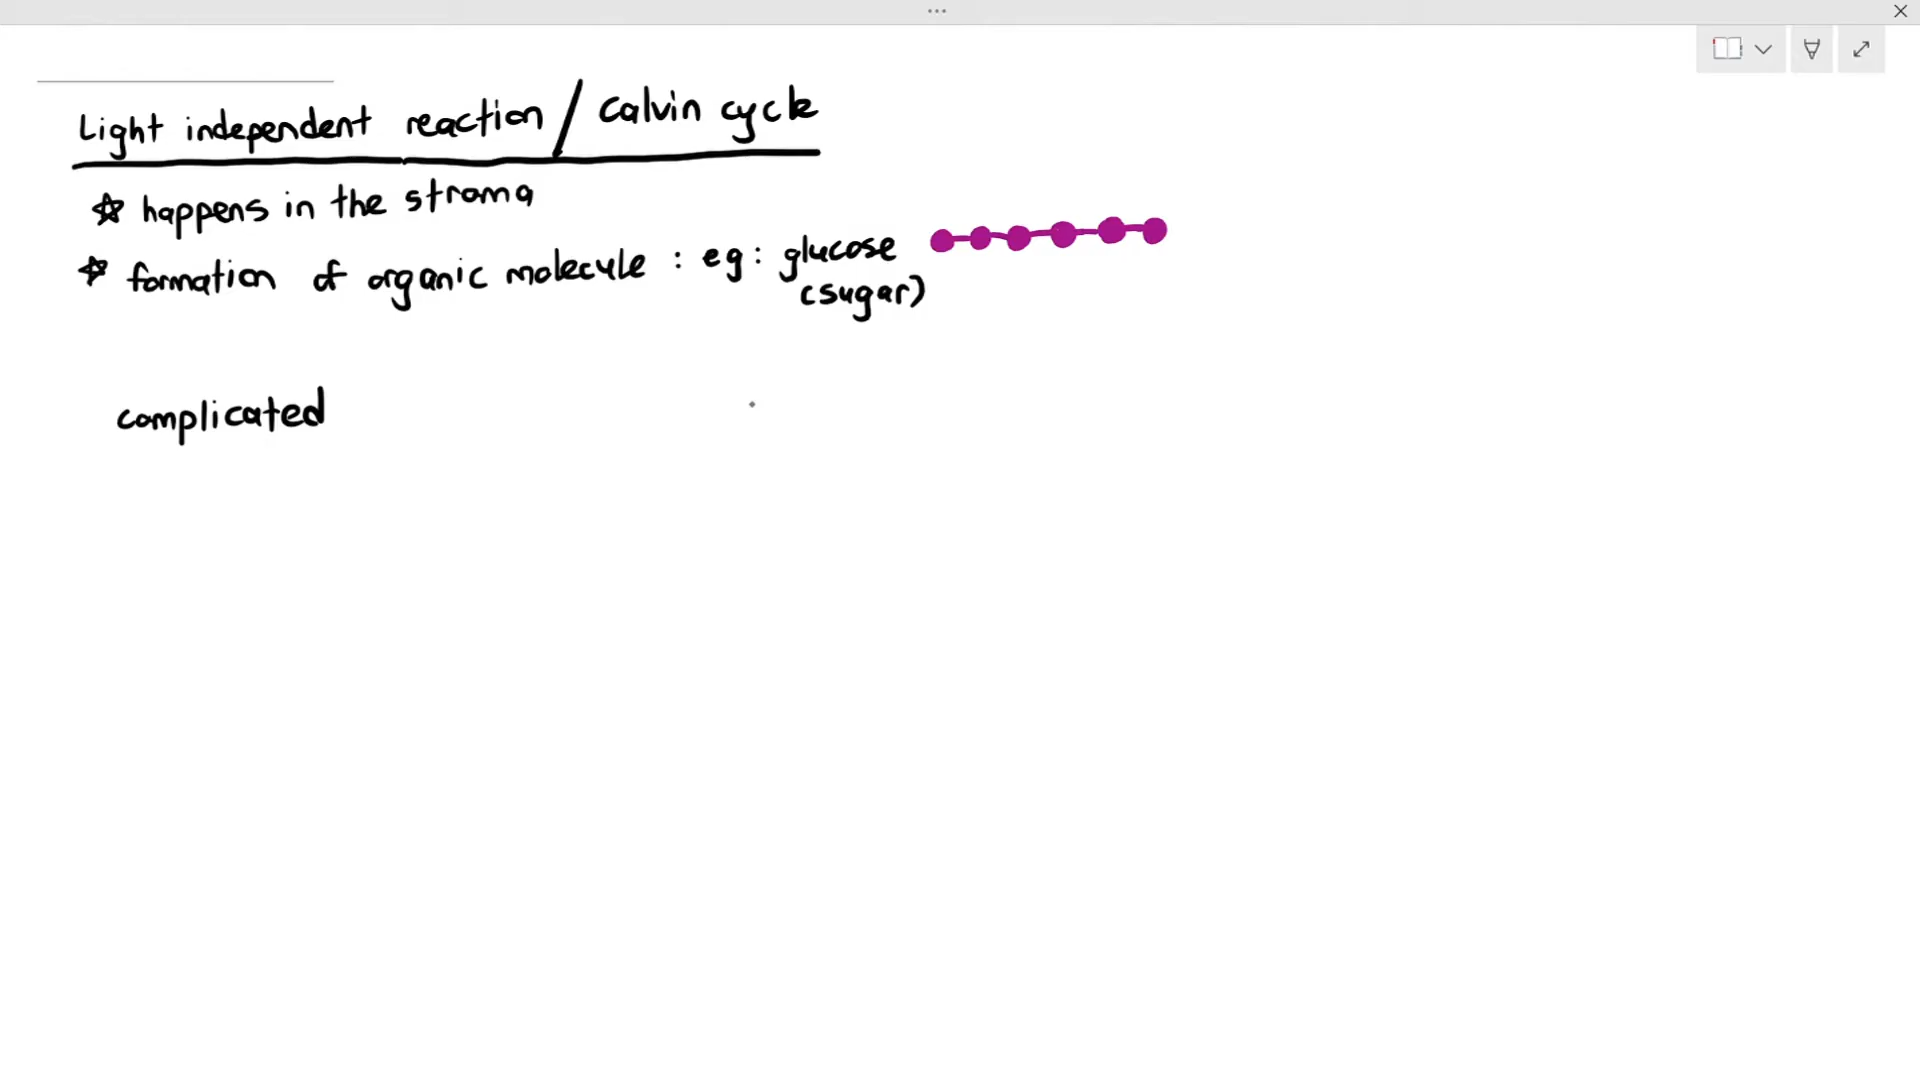 Light independent reaction / Calvin cycle
☆ happens in the stroma
☆ formation of organic molecule : eg : glucose
(sugar)
complicated